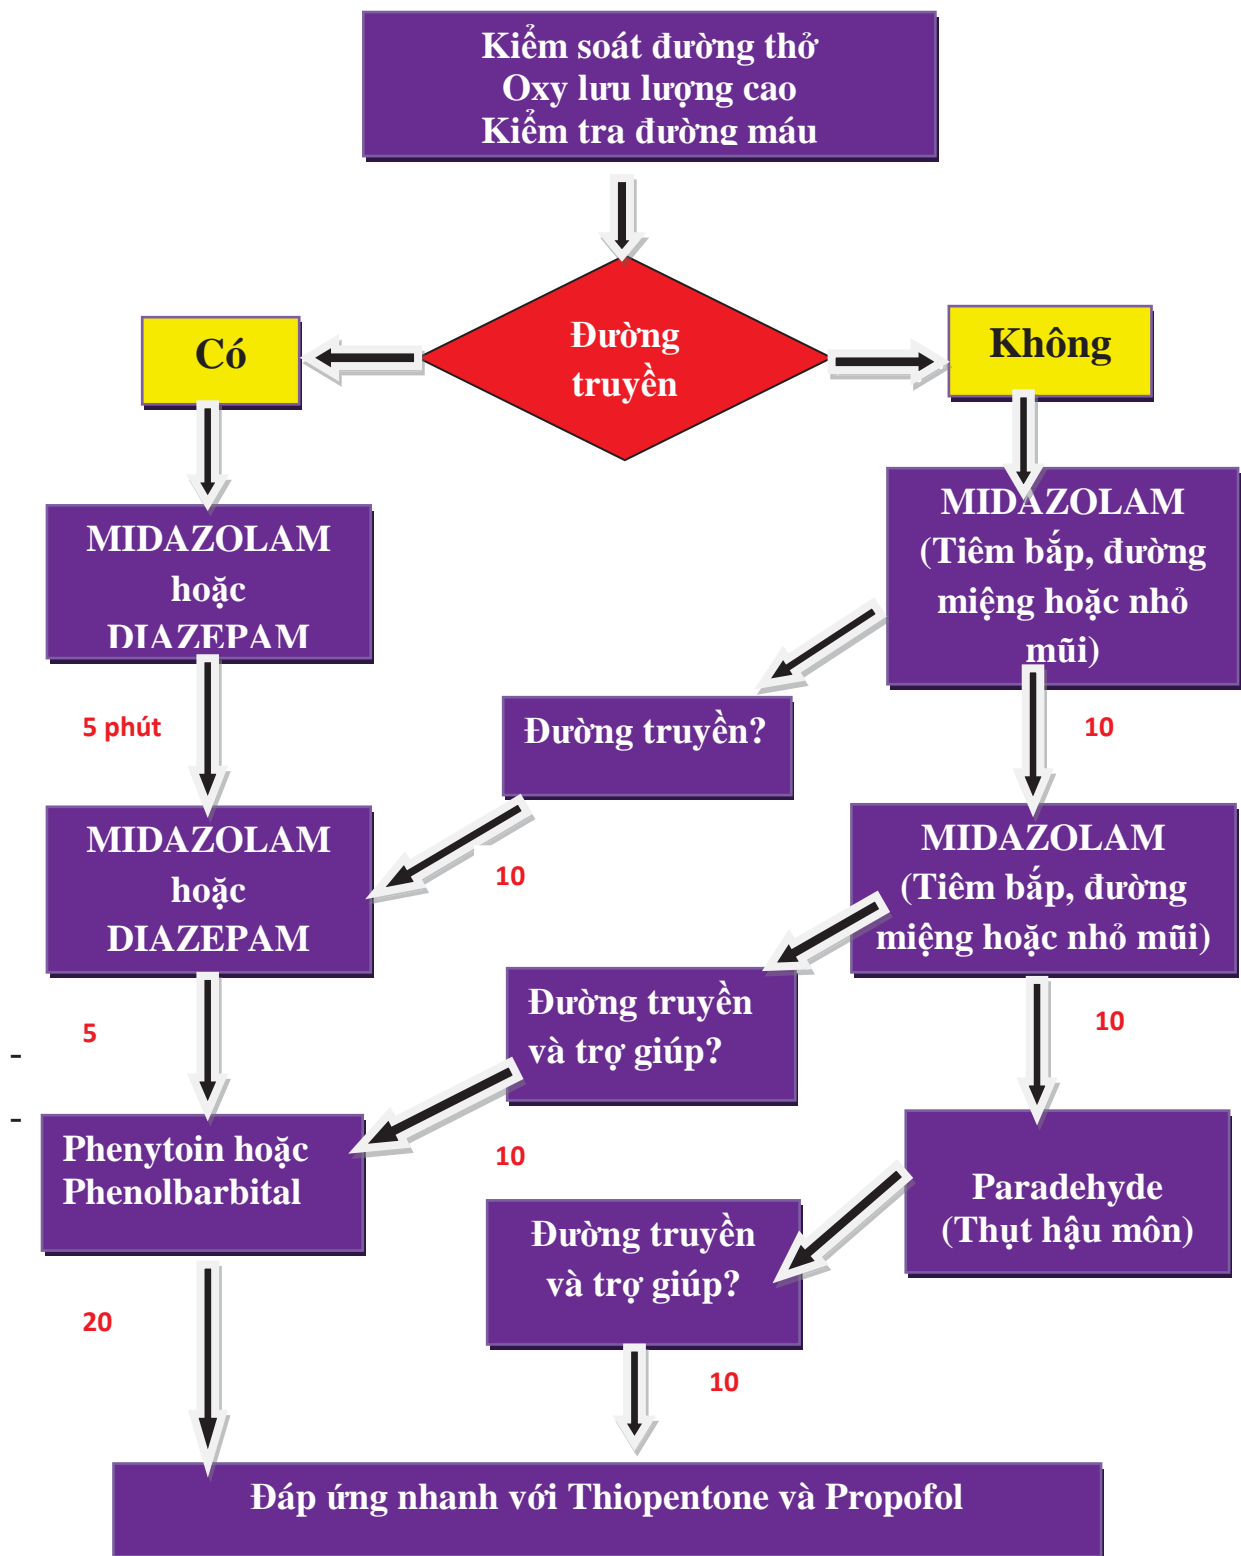 Kiểm soát đường thở
Oxy lưu lượng cao
Kiểm tra đường máu
Đường
truyền
Có
Không
MIDAZOLAM
hoặc
DIAZEPAM
MIDAZOLAM
(Tiêm bắp, đường
miệng hoặc nhỏ
mũi)
5 phút
Đường truyền?
10
MIDAZOLAM
hoặc
DIAZEPAM
10
MIDAZOLAM
(Tiêm bắp, đường
miệng hoặc nhỏ mũi)
5
Đường truyền
và trợ giúp?
10
-
-
Phenytoin hoặc
Phenolbarbital
10
Paradehyde
(Thụt hậu môn)
Đường truyền
và trợ giúp?
20
10
Đáp ứng nhanh với Thiopentone và Propofol